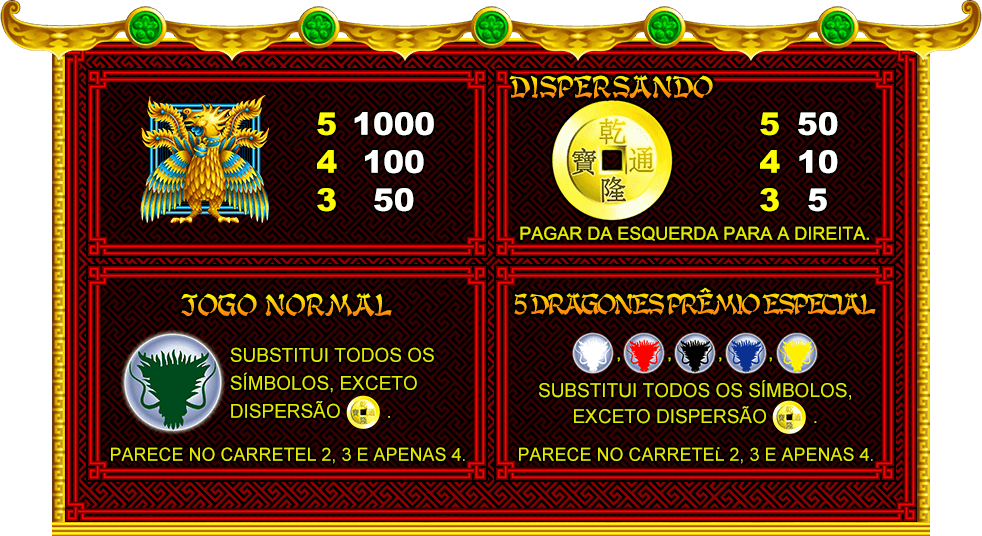 5 1000
4 100
3 50
DISPERSANDO
乾
寶 通
隆
5 50
4 10
3 5
PAGAR DA ESQUERDA PARA A DIREITA.
JOGO NORMAL
SUBSTITUI TODOS OS
SÍMBOLOS, EXCETO
DISPERSÃO .
PARECE NO CARRETEL 2, 3 E APENAS 4.
5 DRAGONES PRÊMIO ESPECIAL
, , , ,
SUBSTITUI TODOS OS SÍMBOLOS,
EXCETO DISPERSÃO .
PARECE NO CARRETEL 2, 3 E APENAS 4.